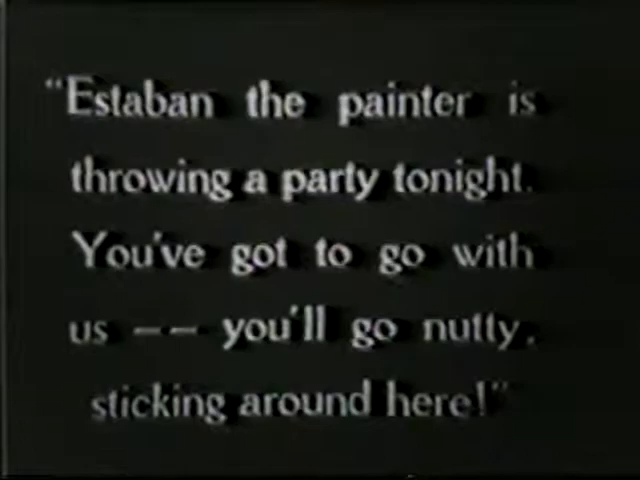 "Estaban the painter is
throwing a party tonight.
You've got to go with
us -- you'll go nutty,
sticking around here!"